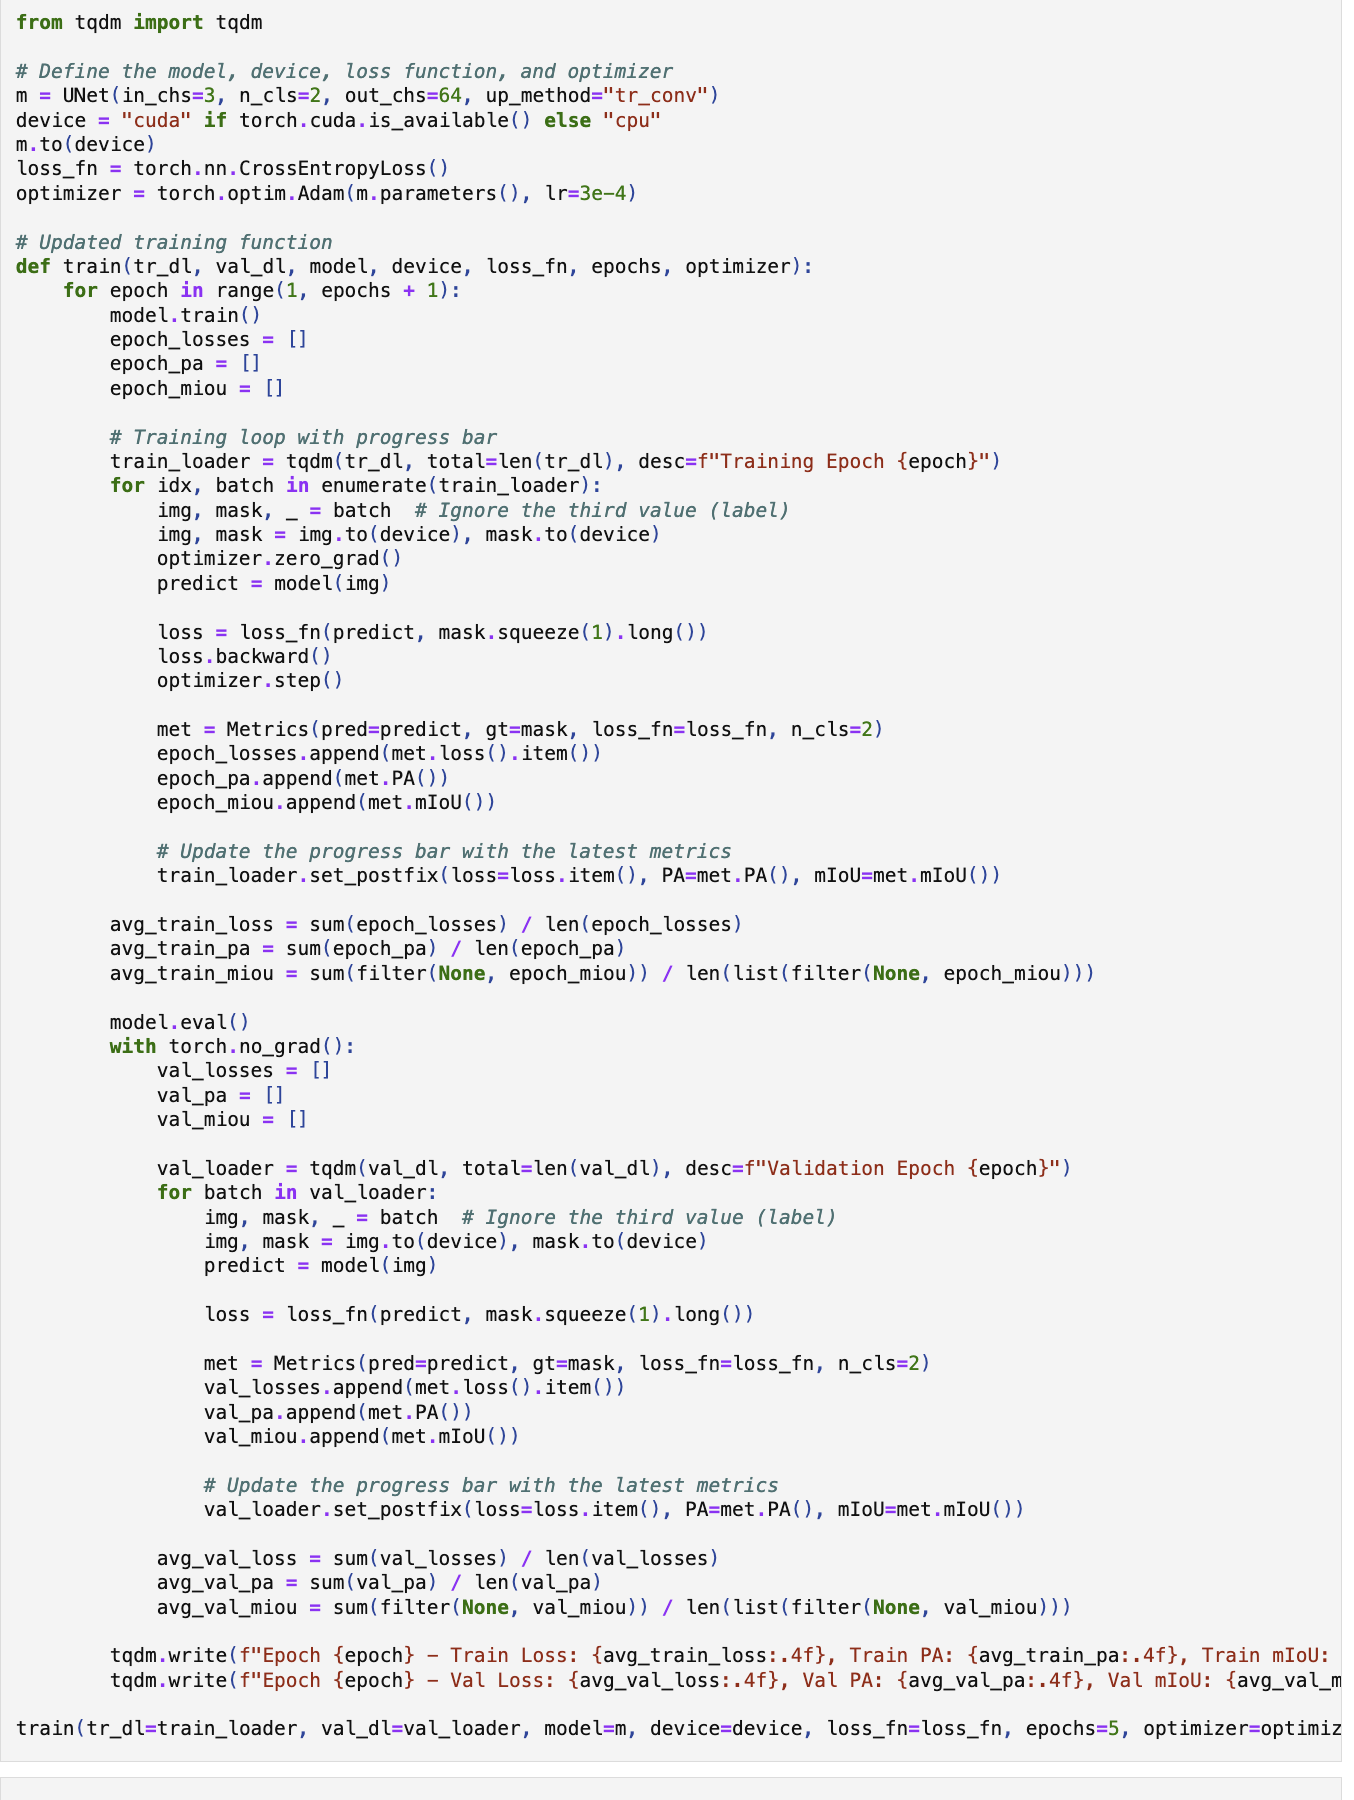 from tqdm import tqdm

# Define the model, device, loss function, and optimizer
m = UNet(in_chs=3, n_cls=2, out_chs=64, up_method="tr_conv")
device = "cuda" if torch.cuda.is_available() else "cpu"
m.to(device)
loss_fn = torch.nn.CrossEntropyLoss()
optimizer = torch.optim.Adam(m.parameters(), lr=3e-4)

# Updated training function
def train(tr_dl, val_dl, model, device, loss_fn, epochs, optimizer):
    for epoch in range(1, epochs + 1):
        model.train()
        epoch_losses = []
        epoch_pa = []
        epoch_miou = []

        # Training loop with progress bar
        train_loader = tqdm(tr_dl, total=len(tr_dl), desc=f"Training Epoch {epoch}")
        for idx, batch in enumerate(train_loader):
            img, mask, _ = batch  # Ignore the third value (label)
            img, mask = img.to(device), mask.to(device)
            optimizer.zero_grad()
            predict = model(img)

            loss = loss_fn(predict, mask.squeeze(1).long())
            loss.backward()
            optimizer.step()

            met = Metrics(pred=predict, gt=mask, loss_fn=loss_fn, n_cls=2)
            epoch_losses.append(met.loss().item())
            epoch_pa.append(met.PA())
            epoch_miou.append(met.mIoU())

            # Update the progress bar with the latest metrics
            train_loader.set_postfix(loss=loss.item(), PA=met.PA(), mIoU=met.mIoU())

        avg_train_loss = sum(epoch_losses) / len(epoch_losses)
        avg_train_pa = sum(epoch_pa) / len(epoch_pa)
        avg_train_miou = sum(filter(None, epoch_miou)) / len(list(filter(None, epoch_miou)))

        model.eval()
        with torch.no_grad():
            val_losses = []
            val_pa = []
            val_miou = []

            val_loader = tqdm(val_dl, total=len(val_dl), desc=f"Validation Epoch {epoch}")
            for batch in val_loader:
                img, mask, _ = batch  # Ignore the third value (label)
                img, mask = img.to(device), mask.to(device)
                predict = model(img)

                loss = loss_fn(predict, mask.squeeze(1).long())

                met = Metrics(pred=predict, gt=mask, loss_fn=loss_fn, n_cls=2)
                val_losses.append(met.loss().item())
                val_pa.append(met.PA())
                val_miou.append(met.mIoU())

                # Update the progress bar with the latest metrics
                val_loader.set_postfix(loss=loss.item(), PA=met.PA(), mIoU=met.mIoU())

            avg_val_loss = sum(val_losses) / len(val_losses)
            avg_val_pa = sum(val_pa) / len(val_pa)
            avg_val_miou = sum(filter(None, val_miou)) / len(list(filter(None, val_miou)))

        tqdm.write(f"Epoch {epoch} - Train Loss: {avg_train_loss:.4f}, Train PA: {avg_train_pa:.4f}, Train mIoU:
        tqdm.write(f"Epoch {epoch} - Val Loss: {avg_val_loss:.4f}, Val PA: {avg_val_pa:.4f}, Val mIoU: {avg_val_m

train(tr_dl=train_loader, val_dl=val_loader, model=m, device=device, loss_fn=loss_fn, epochs=5, optimizer=optimiz